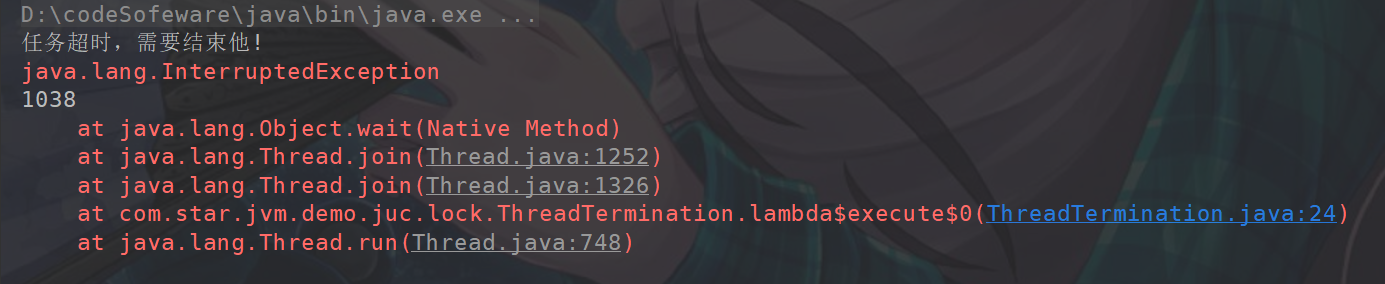 D:\codeSofeware\java\bin\java.exe ...
任务超时，需要结束他!
java.lang.InterruptedException
1038
    at java.lang.Object.wait(Native Method)
    at java.lang.Thread.join(Thread.java:1252)
    at java.lang.Thread.join(Thread.java:1326)
    at com.star.jvm.demo.juc.lock.ThreadTermination.lambda$execute$0(ThreadTermination.java:24)
    at java.lang.Thread.run(Thread.java:748)